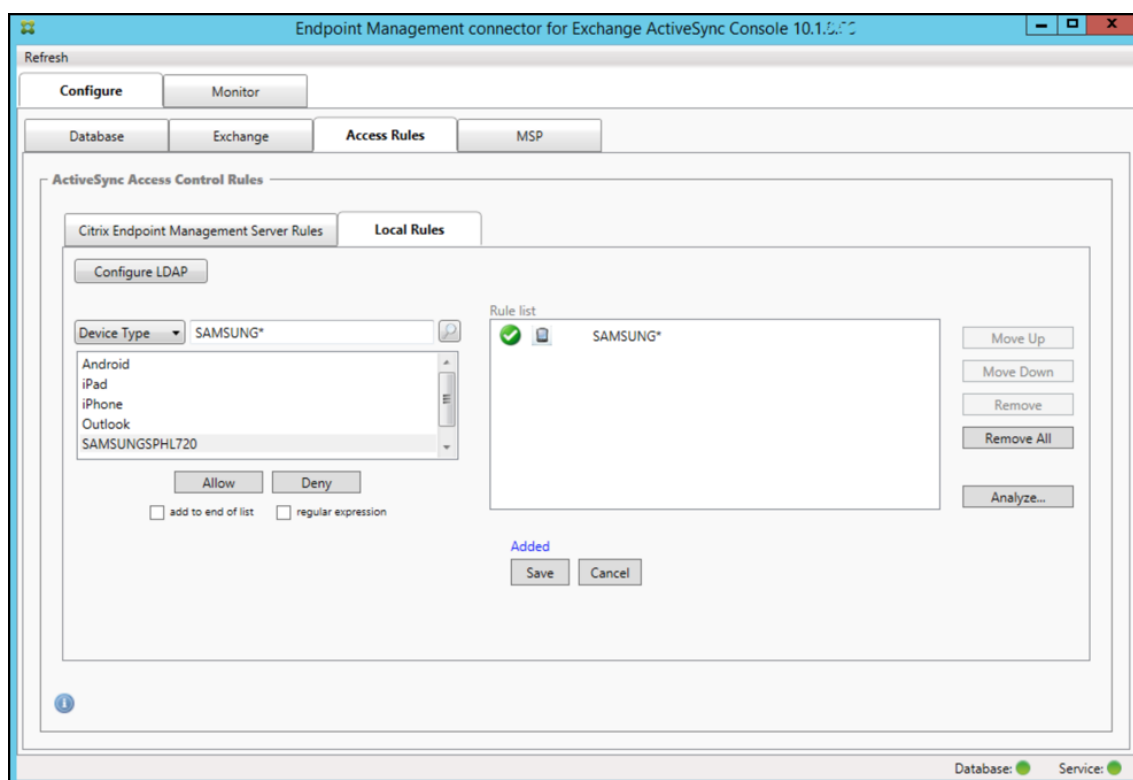 Endpoint Management connector for Exchange ActiveSync Console 10.1.
Refresh
Configure Monitor
Database Exchange Access Rules MSP
ActiveSync Access Control Rules
Citrix Endpoint Management Server Rules Local Rules
Configure LDAP
Rule list
Device Type SAMSUNG* SAMSUNG* Move Up
Android
iPad Move Down
iPhone Remove
Outlook
SAMSUNGSPHL720 Remove All
Allow Deny Analyze...
add to end of list regular expression
Added
Save Cancel
Database: Service: